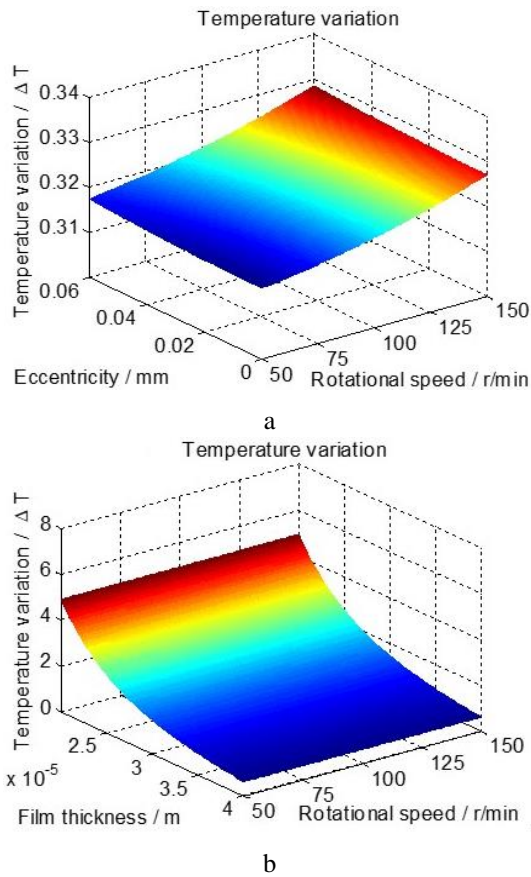 Temperature variation
Temperature variation / Δ T
0.34
0.33
0.32
0.31
0.06
0.04
0.02
0
50
75
100
125
150
Eccentricity / mm
Rotational speed / r/min
a
Temperature variation
Temperature variation / Δ T
8
6
4
2
0
2.5
3
3.5
4
x 10-5
50
75
100
125
150
Film thickness / m
Rotational speed / r/min
b